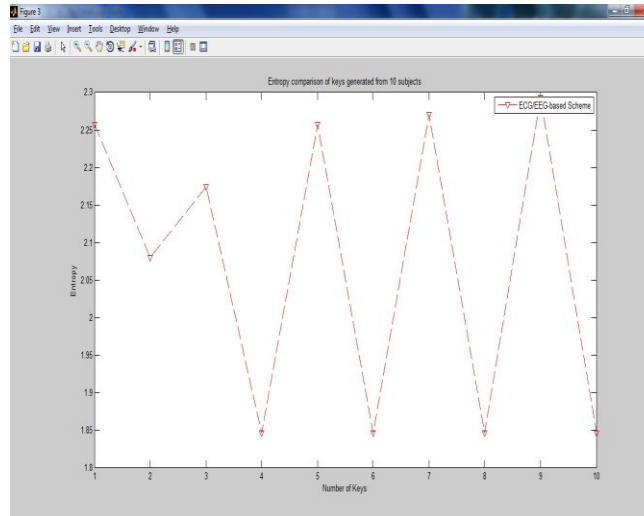 Figure 3
File Edit View Insert Tools Desktop Window Help
Entropy comparison of keys generated from 10 subjects
ECG/EEG-based Scheme
2.3
2.25
2.2
2.15
2.1
2.05
2
1.95
1.9
1.85
1.8
Entropy
1 2 3 4 5 6 7 8 9 10
Number of Keys